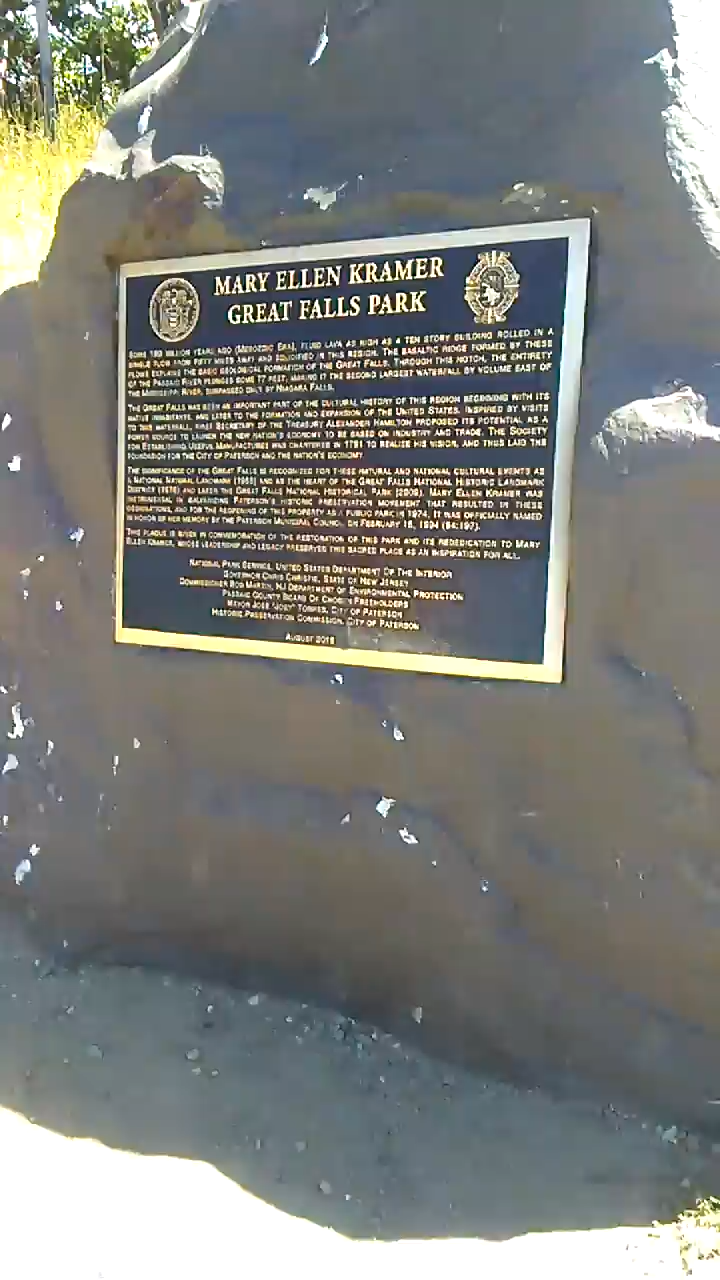 MARY ELLEN KRAMER
GREAT FALLS PARK
SOME 180 MILLION YEARS AGO (MESOZOIC ERA), FLUID LAVA AS HIGH AS A TEN STORY BUILDING ROLLED IN A
SINGLE FLOW FROM FIFTY MILES AWAY AND SOLIDIFIED IN THIS REGION. THE BASALTIC RIDGE FORMED BY THESE
FLOWS EXPLAINS THE BASIC GEOLOGICAL FORMATION OF THE GREAT FALLS. THROUGH THIS NOTCH, THE ENTIRETY
OF THE PASSAIC RIVER PLUNGES SOME 77 FEET, MAKING IT THE SECOND LARGEST WATERFALL BY VOLUME EAST OF
THE MISSISSIPPI RIVER, SURPASSED ONLY BY NIAGARA FALLS.
THE GREAT FALLS HAS BEEN AN IMPORTANT PART OF THE CULTURAL HISTORY OF THIS REGION BEGINNING WITH ITS
NATIVE INHABITANTS, AND LATER TO THE FORMATION AND EXPANSION OF THE UNITED STATES. INSPIRED BY VISITS
TO THIS WATERFALL, FIRST SECRETARY OF THE TREASURY ALEXANDER HAMILTON PROPOSED ITS POTENTIAL AS A
POWER SOURCE TO LAUNCH THE NEW NATION'S ECONOMY TO BE BASED ON INDUSTRY AND TRADE. THE SOCIETY
FOR ESTABLISHING USEFUL MANUFACTURES WAS CHARTERED IN 1791 TO REALIZE HIS VISION, AND THUS LAID THE
FOUNDATION FOR THE CITY OF PATERSON AND THE NATION'S ECONOMY.
THE SIGNIFICANCE OF THE GREAT FALLS IS RECOGNIZED FOR THESE NATURAL AND NATIONAL CULTURAL EVENTS AS
A NATIONAL NATURAL LANDMARK AND AS THE HEART OF THE GREAT FALLS NATIONAL HISTORIC LANDMARK
DISTRICT (1976) AND LATER THE GREAT FALLS NATIONAL HISTORICAL PARK (2009). MARY ELLEN KRAMER WAS
INSTRUMENTAL IN GALVANIZING PATERSON'S HISTORIC PRESERVATION MOVEMENT THAT RESULTED IN THESE
DESIGNATIONS, AND FOR THE REOPENING OF THIS PROPERTY AS A PUBLIC PARK IN 1974. IT WAS OFFICIALLY NAMED
IN HONOR OF HER MEMORY BY THE PATERSON MUNICIPAL COUNCIL ON FEBRUARY 15, 1994 (94:197).
THIS PLAQUE IS GIVEN IN COMMEMORATION OF THE RESTORATION OF THIS PARK AND ITS REDEDICATION TO MARY
ELLEN KRAMER, WHOSE LEADERSHIP AND LEGACY PRESERVED THIS SACRED PLACE AS AN INSPIRATION FOR ALL.
NATIONAL PARK SERVICE, UNITED STATES DEPARTMENT OF THE INTERIOR
GOVERNOR CHRIS CHRISTIE, STATE OF NEW JERSEY
COMMISSIONER BOB MARTIN, NJ DEPARTMENT OF ENVIRONMENTAL PROTECTION
PASSAIC COUNTY BOARD OF CHOSEN FREEHOLDERS
MAYOR JOSE "JOEY" TORRES, CITY OF PATERSON
HISTORIC PRESERVATION COMMISSION, CITY OF PATERSON
AUGUST